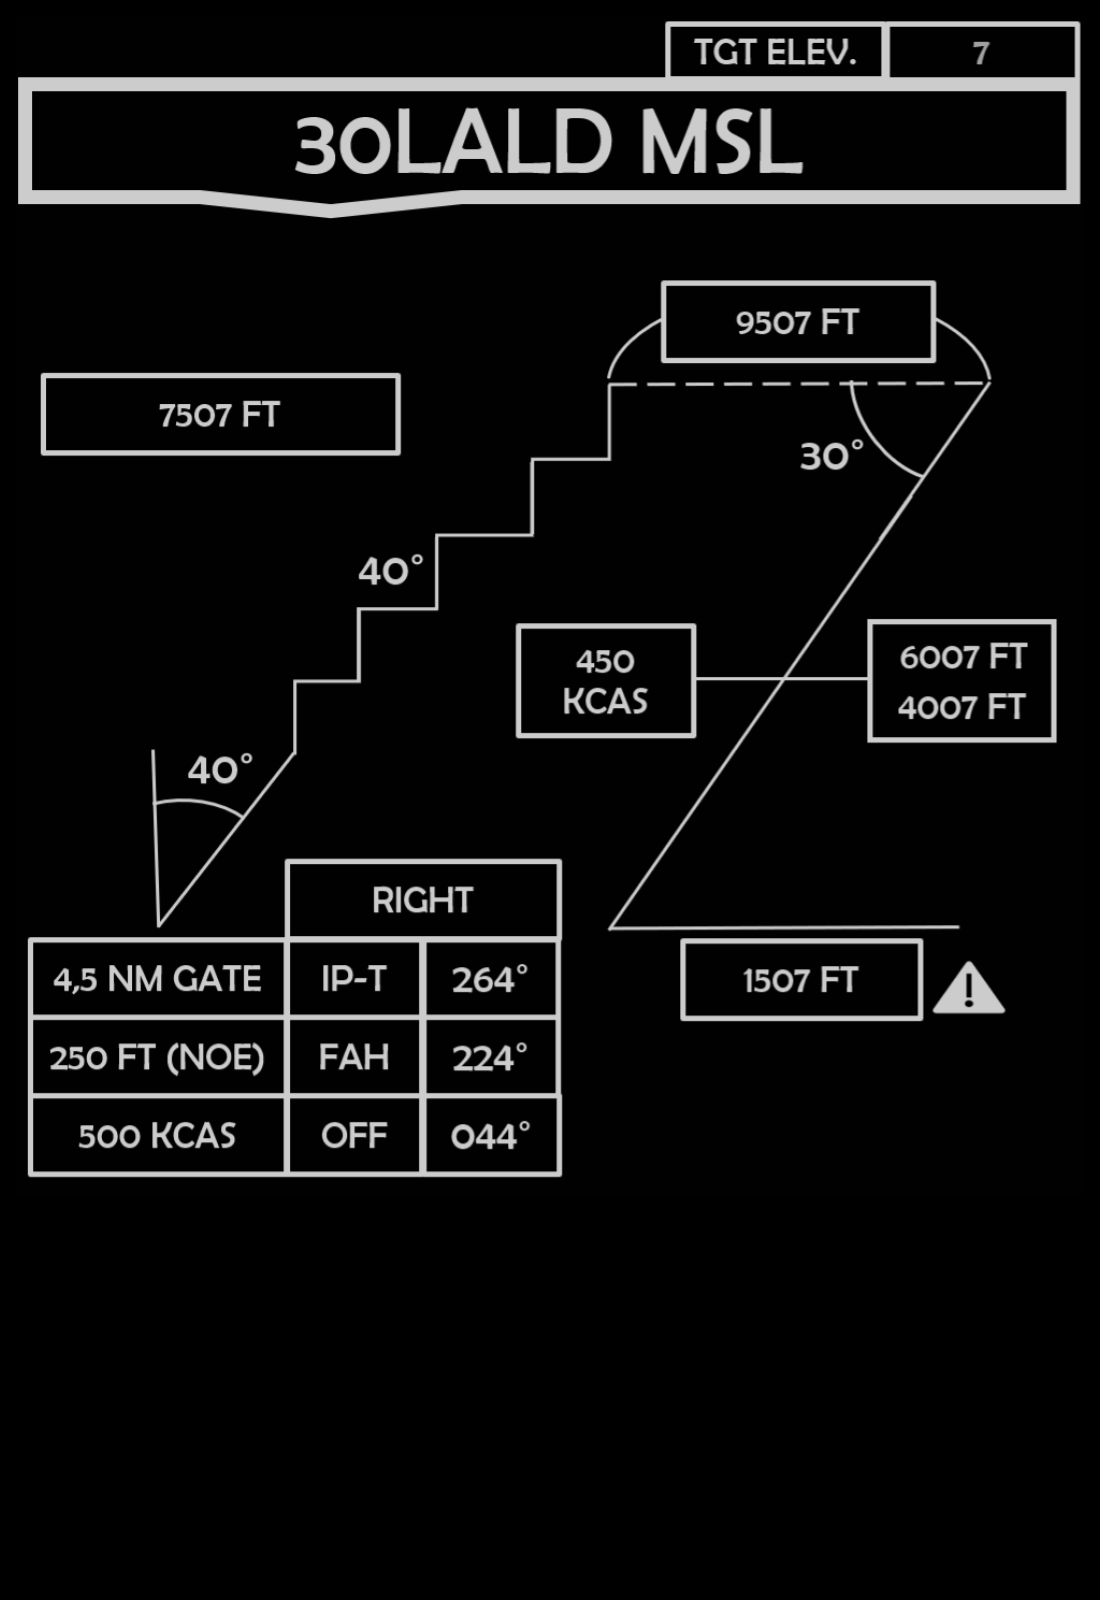 TGT ELEV. 7
30LALD MSL
9507 FT
7507 FT
30°
40°
450
KCAS
6007 FT
4007 FT
40°
RIGHT
4,5 NM GATE IP-T 264°
1507 FT
250 FT (NOE) FAH 224°
500 KCAS OFF 044°